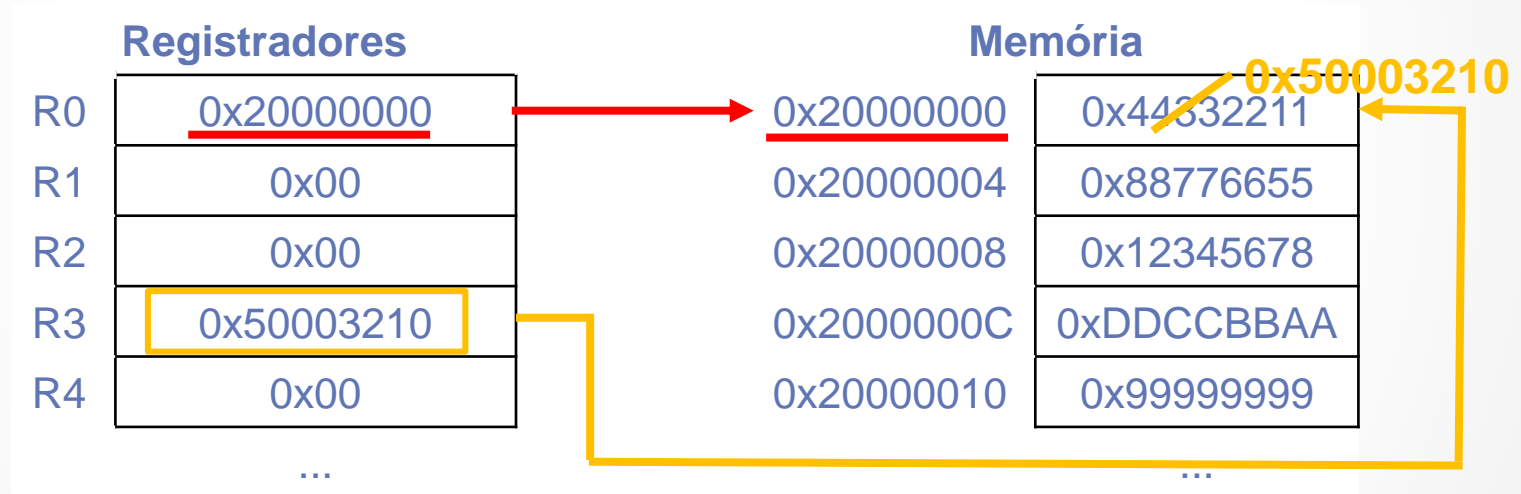 Registradores Memória
0x50003210
R0 0x20000000 0x20000000 0x44332211
R1 0x00 0x20000004 0x88776655
R2 0x00 0x20000008 0x12345678
R3 0x50003210 0x2000000C 0xDDCCBBAA
R4 0x00 0x20000010 0x99999999
... ...